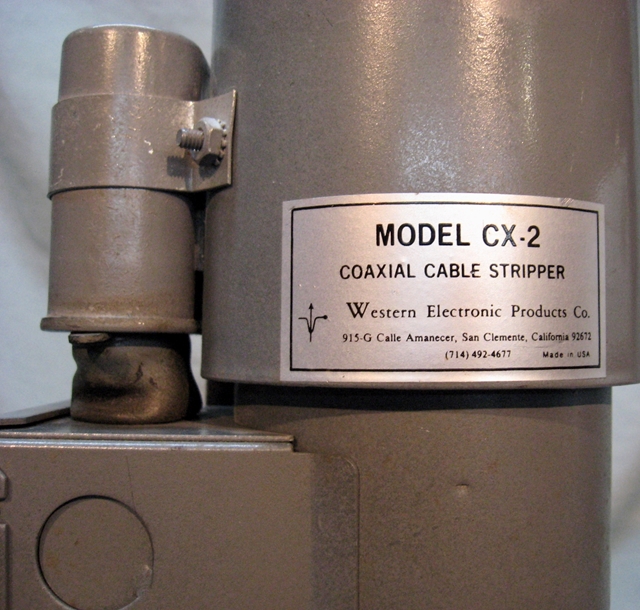 MODEL CX-2
COAXIAL CABLE STRIPPER
Western Electronic Products Co.
915-G Calle Amanecer, San Clemente, California 92672
(714) 492-4677 Made in USA